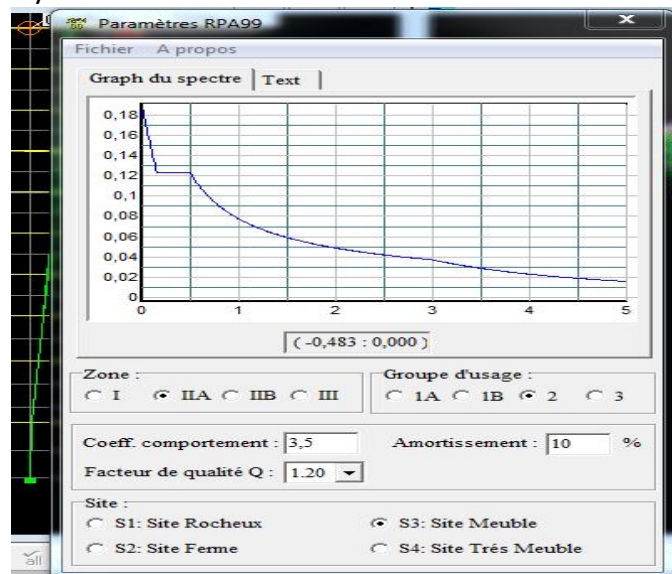 Paramètres RPA99
Fichier A propos
Graph du spectre Text
0,18
0,16
0,14
0,12
0,1
0,08
0,06
0,04
0,02
0
0 1 2 3 4 5
( -0,483 : 0,000 )
Zone :
I IIA IIB III
Groupe d'usage :
1A 1B 2 3
Coeff. comportement : 3,5 Amortissement : 10 %
Facteur de qualité Q : 1.20
Site :
S1: Site Rocheux S3: Site Meuble
S2: Site Ferme S4: Site Trés Meuble
all